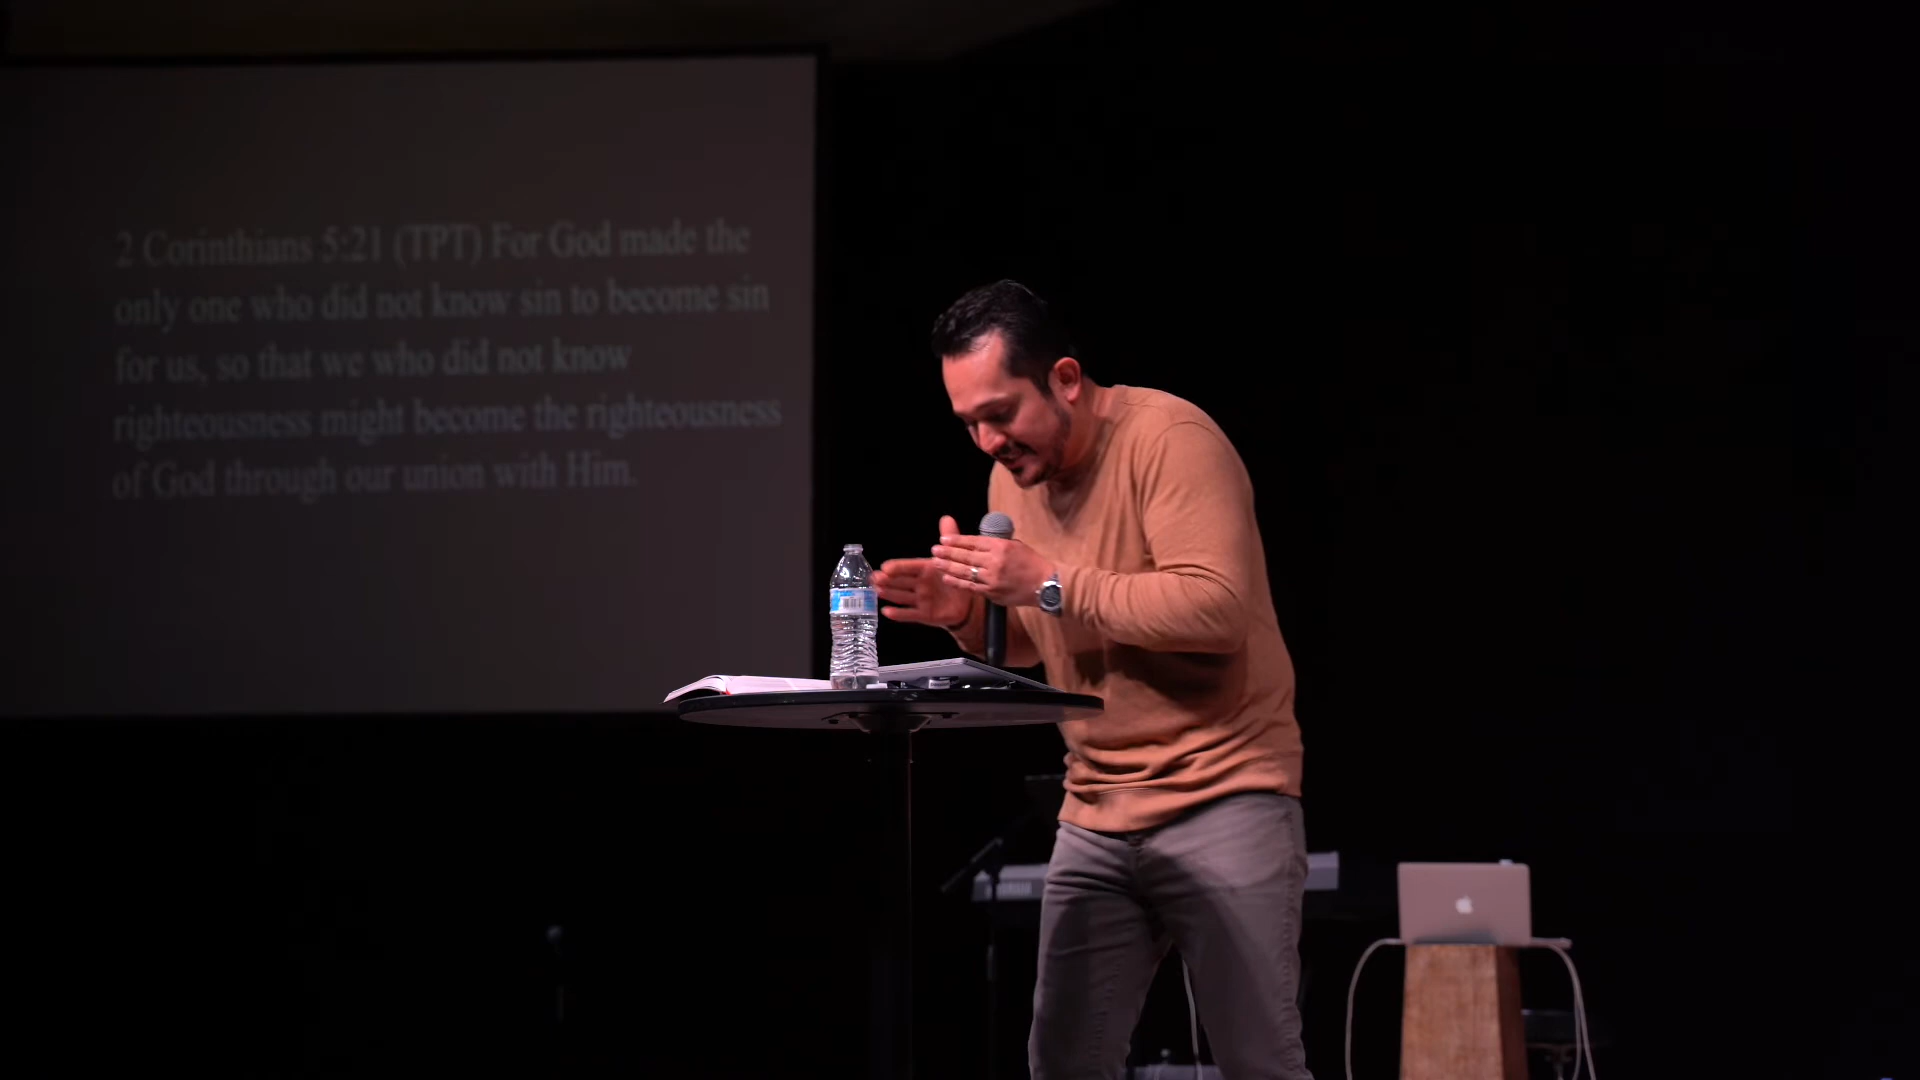 2 Corinthians 5:21 (TPT) For God made the
only one who did not know sin to become sin
for us, so that we who did not know
righteousness might become the righteousness
of God through our union with Him.